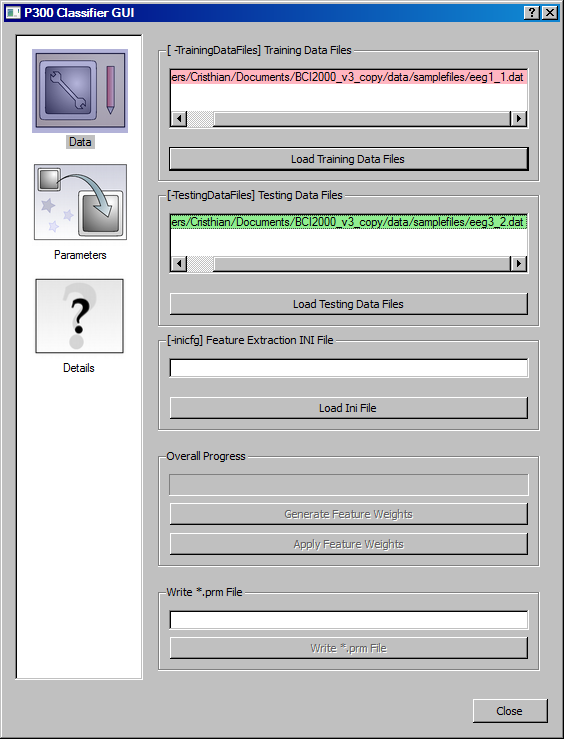 P300 Classifier GUI
Data
Parameters
?
Details
[ -TrainingDataFiles] Training Data Files
ers/Cristhian/Documents/BCI2000_v3_copy/data/samplefiles/eeg1_1.dat
Load Training Data Files
[-TestingDataFiles] Testing Data Files
ers/Cristhian/Documents/BCI2000_v3_copy/data/samplefiles/eeg3_2.dat
Load Testing Data Files
[-inicfg] Feature Extraction INI File
Load Ini File
Overall Progress
Generate Feature Weights
Apply Feature Weights
Write *.prm File
Write *.prm File
Close